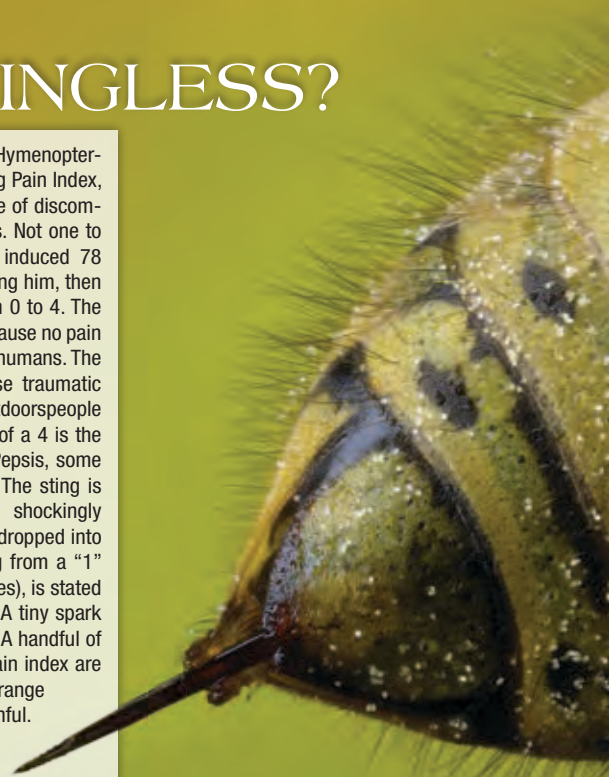 INGLESS?
Hymenopter-
g Pain Index,
e of discom-
s. Not one to
induced 78
ng him, then
n 0 to 4. The
ause no pain
humans. The
se traumatic
tdoorspeople
of a 4 is the
Pepsis, some
The sting is
shockingly
dropped into
g from a “1”
es), is stated
A tiny spark
A handful of
ain index are
range
nful.